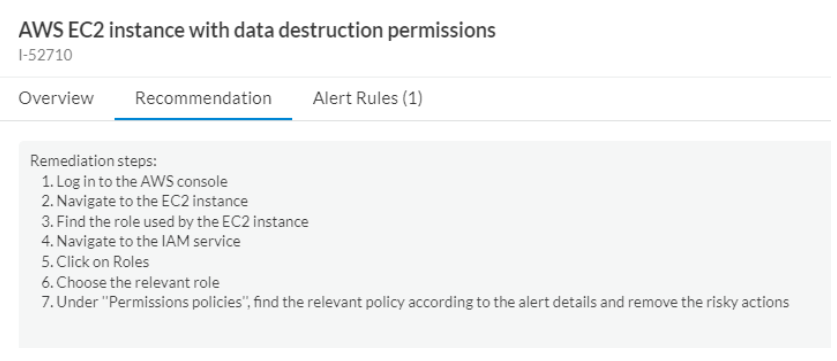 AWS EC2 instance with data destruction permissions
I-52710
Overview Recommendation Alert Rules (1)
Remediation steps:
1. Log in to the AWS console
2. Navigate to the EC2 instance
3. Find the role used by the EC2 instance
4. Navigate to the IAM service
5. Click on Roles
6. Choose the relevant role
7. Under "Permissions policies", find the relevant policy according to the alert details and remove the risky actions